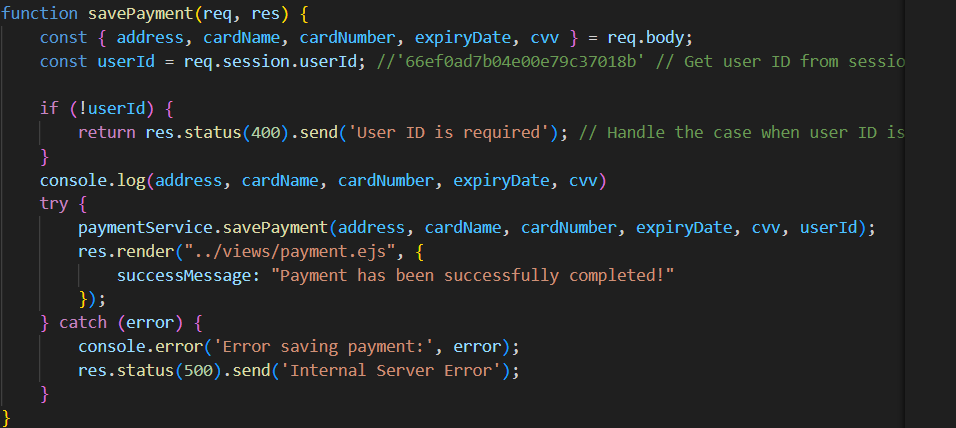 function savePayment(req, res) {
    const { address, cardName, cardNumber, expiryDate, cvv } = req.body;
    const userId = req.session.userId; //'66ef0ad7b04e00e79c37018b' // Get user ID from sessio

    if (!userId) {
        return res.status(400).send('User ID is required'); // Handle the case when user ID is
    }
    console.log(address, cardName, cardNumber, expiryDate, cvv)
    try {
        paymentService.savePayment(address, cardName, cardNumber, expiryDate, cvv, userId);
        res.render("../views/payment.ejs", {
            successMessage: "Payment has been successfully completed!"
        });
    } catch (error) {
        console.error('Error saving payment:', error);
        res.status(500).send('Internal Server Error');
    }
}